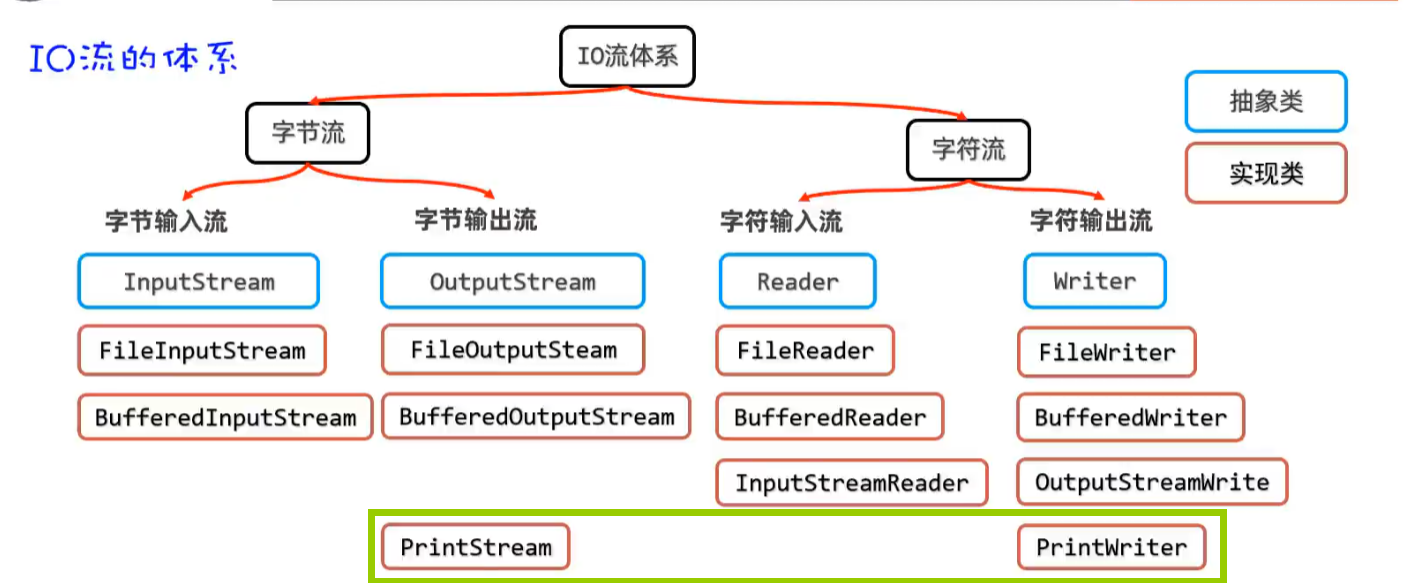 IO流的体系
IO流体系
抽象类
字节流
字符流
实现类
字节输入流 字节输出流 字符输入流 字符输出流
InputStream OutputStream Reader Writer
FileInputStream FileOutputSteam FileReader FileWriter
BufferedInputStream BufferedOutputStream BufferedReader BufferedWriter
InputStreamReader OutputStreamWrite
PrintStream PrintWriter